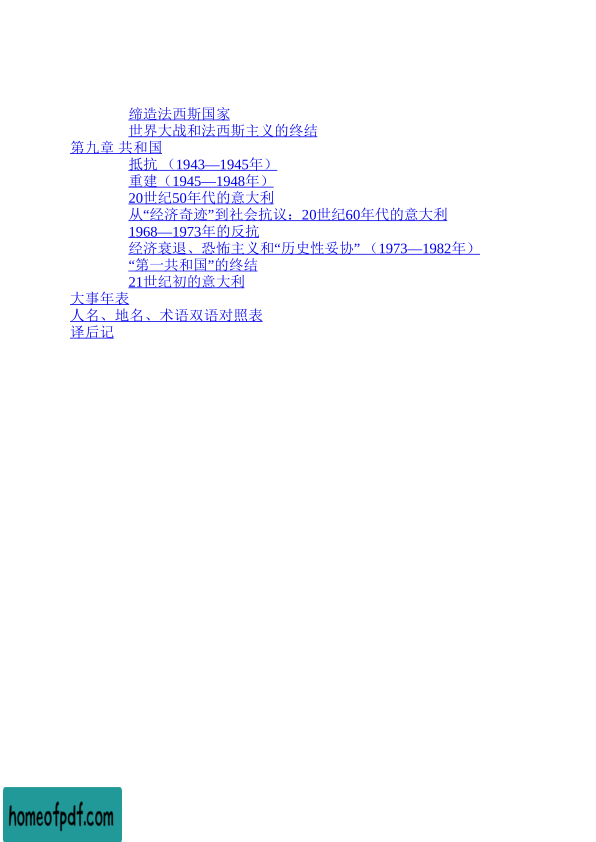 缔造法西斯国家
世界大战和法西斯主义的终结
第九章 共和国
抵抗 （1943—1945年）
重建（1945—1948年）
20世纪50年代的意大利
从“经济奇迹”到社会抗议：20世纪60年代的意大利
1968—1973年的反抗
经济衰退、恐怖主义和“历史性妥协” （1973—1982年）
“第一共和国”的终结
21世纪初的意大利
大事年表
人名、地名、术语双语对照表
译后记
homeofpdf.com